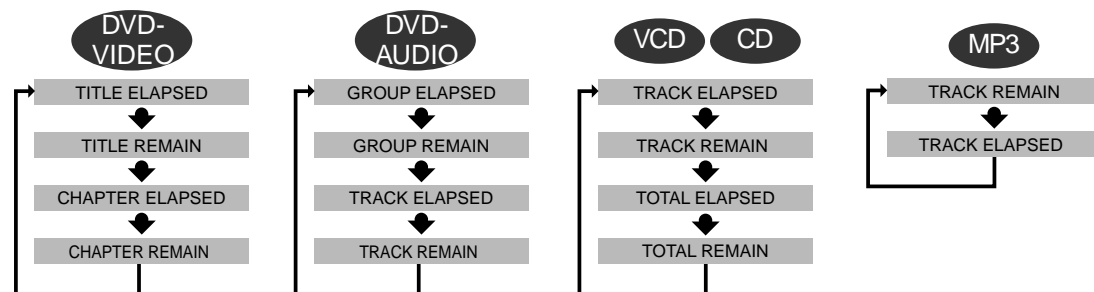 DVD-
VIDEO
TITLE ELAPSED
TITLE REMAIN
CHAPTER ELAPSED
CHAPTER REMAIN
DVD-
AUDIO
GROUP ELAPSED
GROUP REMAIN
TRACK ELAPSED
TRACK REMAIN
VCD
CD
TRACK ELAPSED
TRACK REMAIN
TOTAL ELAPSED
TOTAL REMAIN
MP3
TRACK REMAIN
TRACK ELAPSED